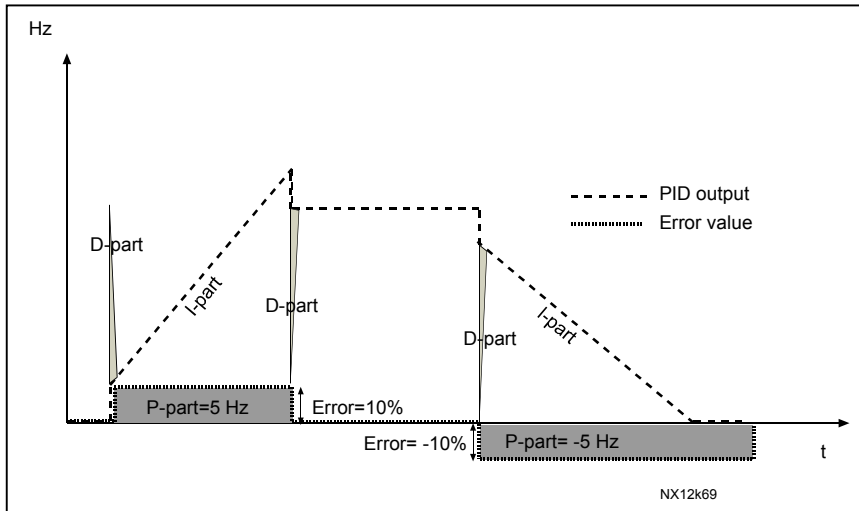 Hz
PID output
Error value
D-part
I-part
D-part
D-part
I-part
P-part=5 Hz
Error=10%
Error= -10%
P-part= -5 Hz
t
NX12k69